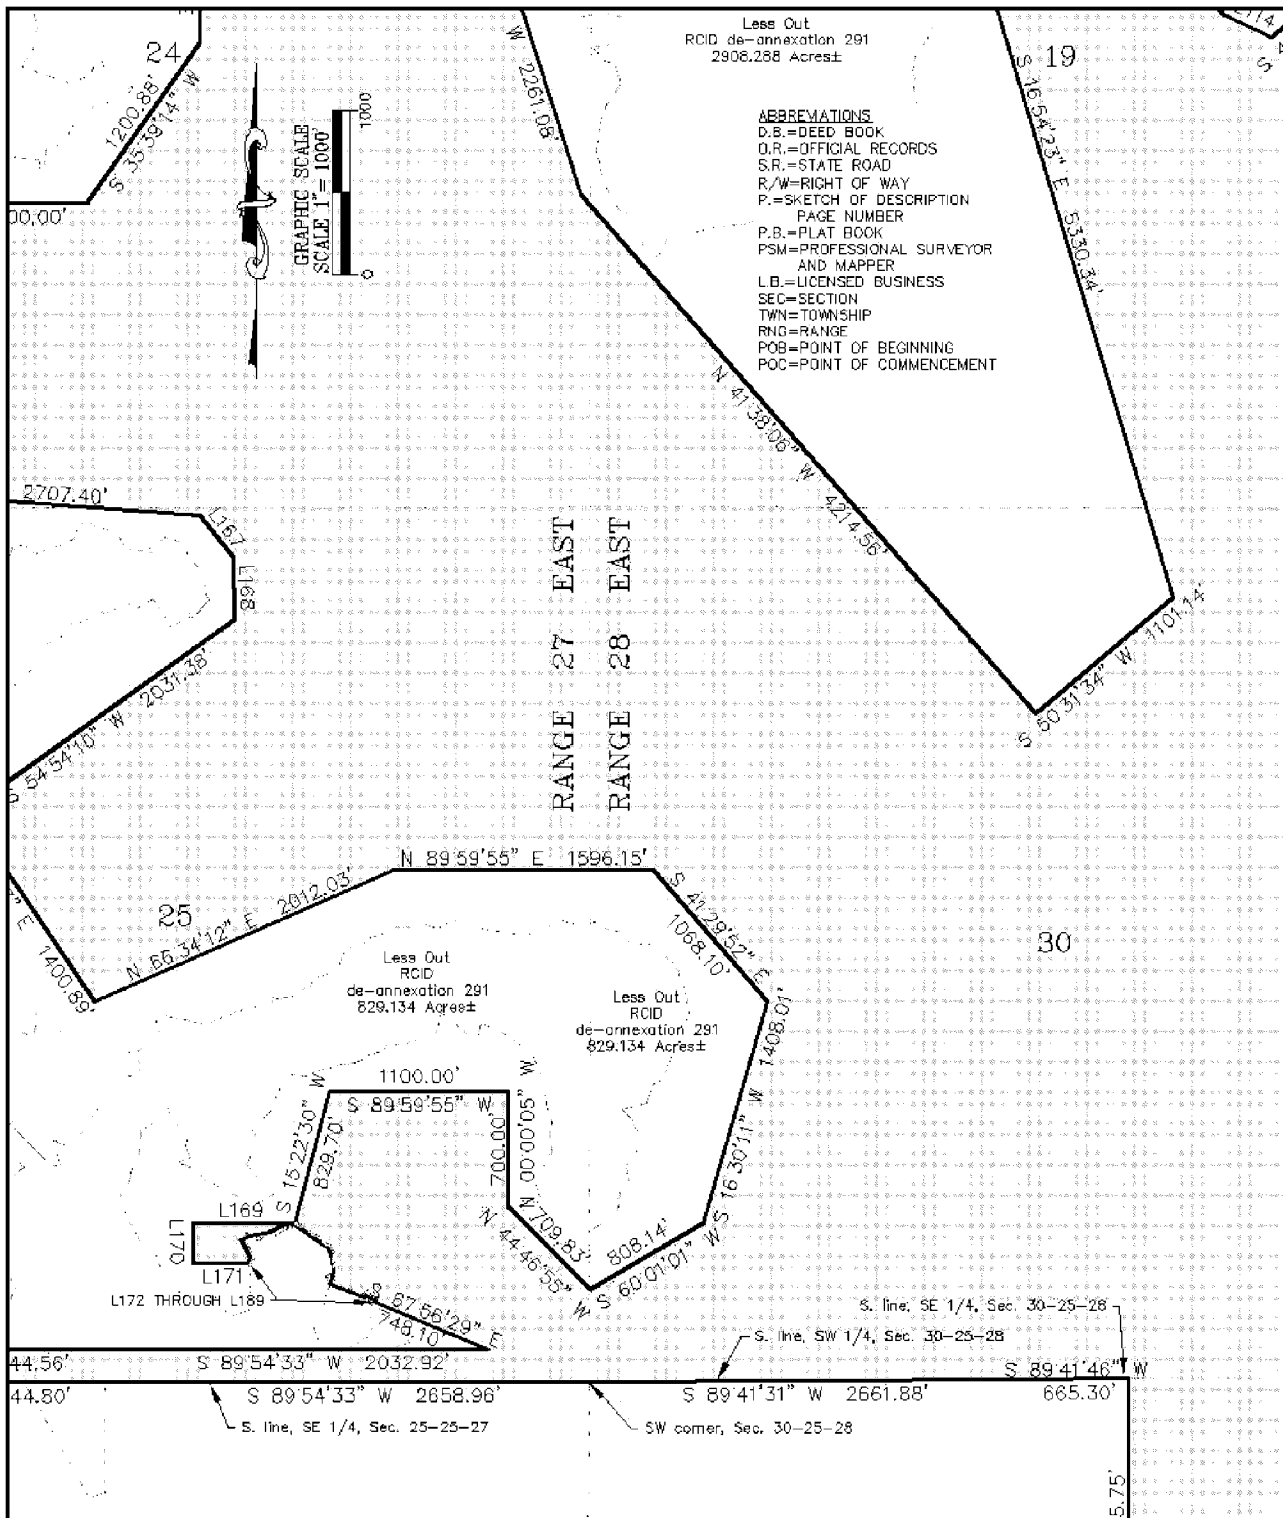 24
1200.88'
S 35°39'14" W
00.00'
W
2261.08'
GRAPHIC SCALE
SCALE 1" = 1000'
0
1000
Less Out
RCID de-annexation 291
2908.288 Acres±
19
S 16°54'23" E 5330.34'
S
ABBREVIATIONS
D.B.=DEED BOOK
O.R.=OFFICIAL RECORDS
S.R.=STATE ROAD
R/W=RIGHT OF WAY
P.=SKETCH OF DESCRIPTION
PAGE NUMBER
P.B.=PLAT BOOK
PSM=PROFESSIONAL SURVEYOR
AND MAPPER
L.B.=LICENSED BUSINESS
SEC=SECTION
TWN=TOWNSHIP
RNG=RANGE
POB=POINT OF BEGINNING
POC=POINT OF COMMENCEMENT
N 41°38'06" W 4214.56'
S 50°31'34" W 1101.14'
2707.40'
L167
L168
S 54°54'10" W 2031.38'
RANGE 27 EAST
RANGE 28 EAST
" E 1400.89'
25
N 66°34'12" E 2012.03'
N 89°59'55" E 1596.15'
S 41°29'52" E
1068.10'
30
Less Out
RCID
de-annexation 291
829.134 Acres±
Less Out
RCID
de-annexation 291
829.134 Acres±
S 16°30'11" W 1408.01'
1100.00'
S 89°59'55" W
S 15°22'30" W
829.70'
700.00'
N 00°00'05" W
709.83'
N 44°46'55" W
808.14'
S 60°01'01" W
L169
L170
L171
L172 THROUGH L189
S 67°56'29" E
748.10'
S. line, SE 1/4, Sec. 30-25-28
S. line, SW 1/4, Sec. 30-25-28
44.56'
S 89°54'33" W 2032.92'
S 89°41'46" W
44.80'
S 89°54'33" W 2658.96'
S 89°41'31" W 2661.88'
665.30'
S. line, SE 1/4, Sec. 25-25-27
SW corner, Sec. 30-25-28
5.75'